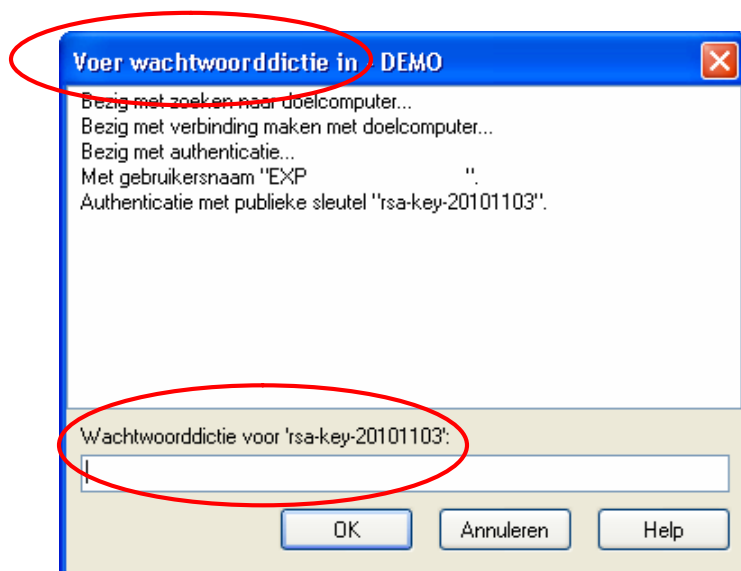 Voer wachtwoorddictie in - DEMO
Bezig met zoeken naar doelcomputer...
Bezig met verbinding maken met doelcomputer...
Bezig met authenticatie...
Met gebruikersnaam "EXP ".
Authenticatie met publieke sleutel "rsa-key-20101103".
Wachtwoorddictie voor 'rsa-key-20101103':
OK Annuleren Help